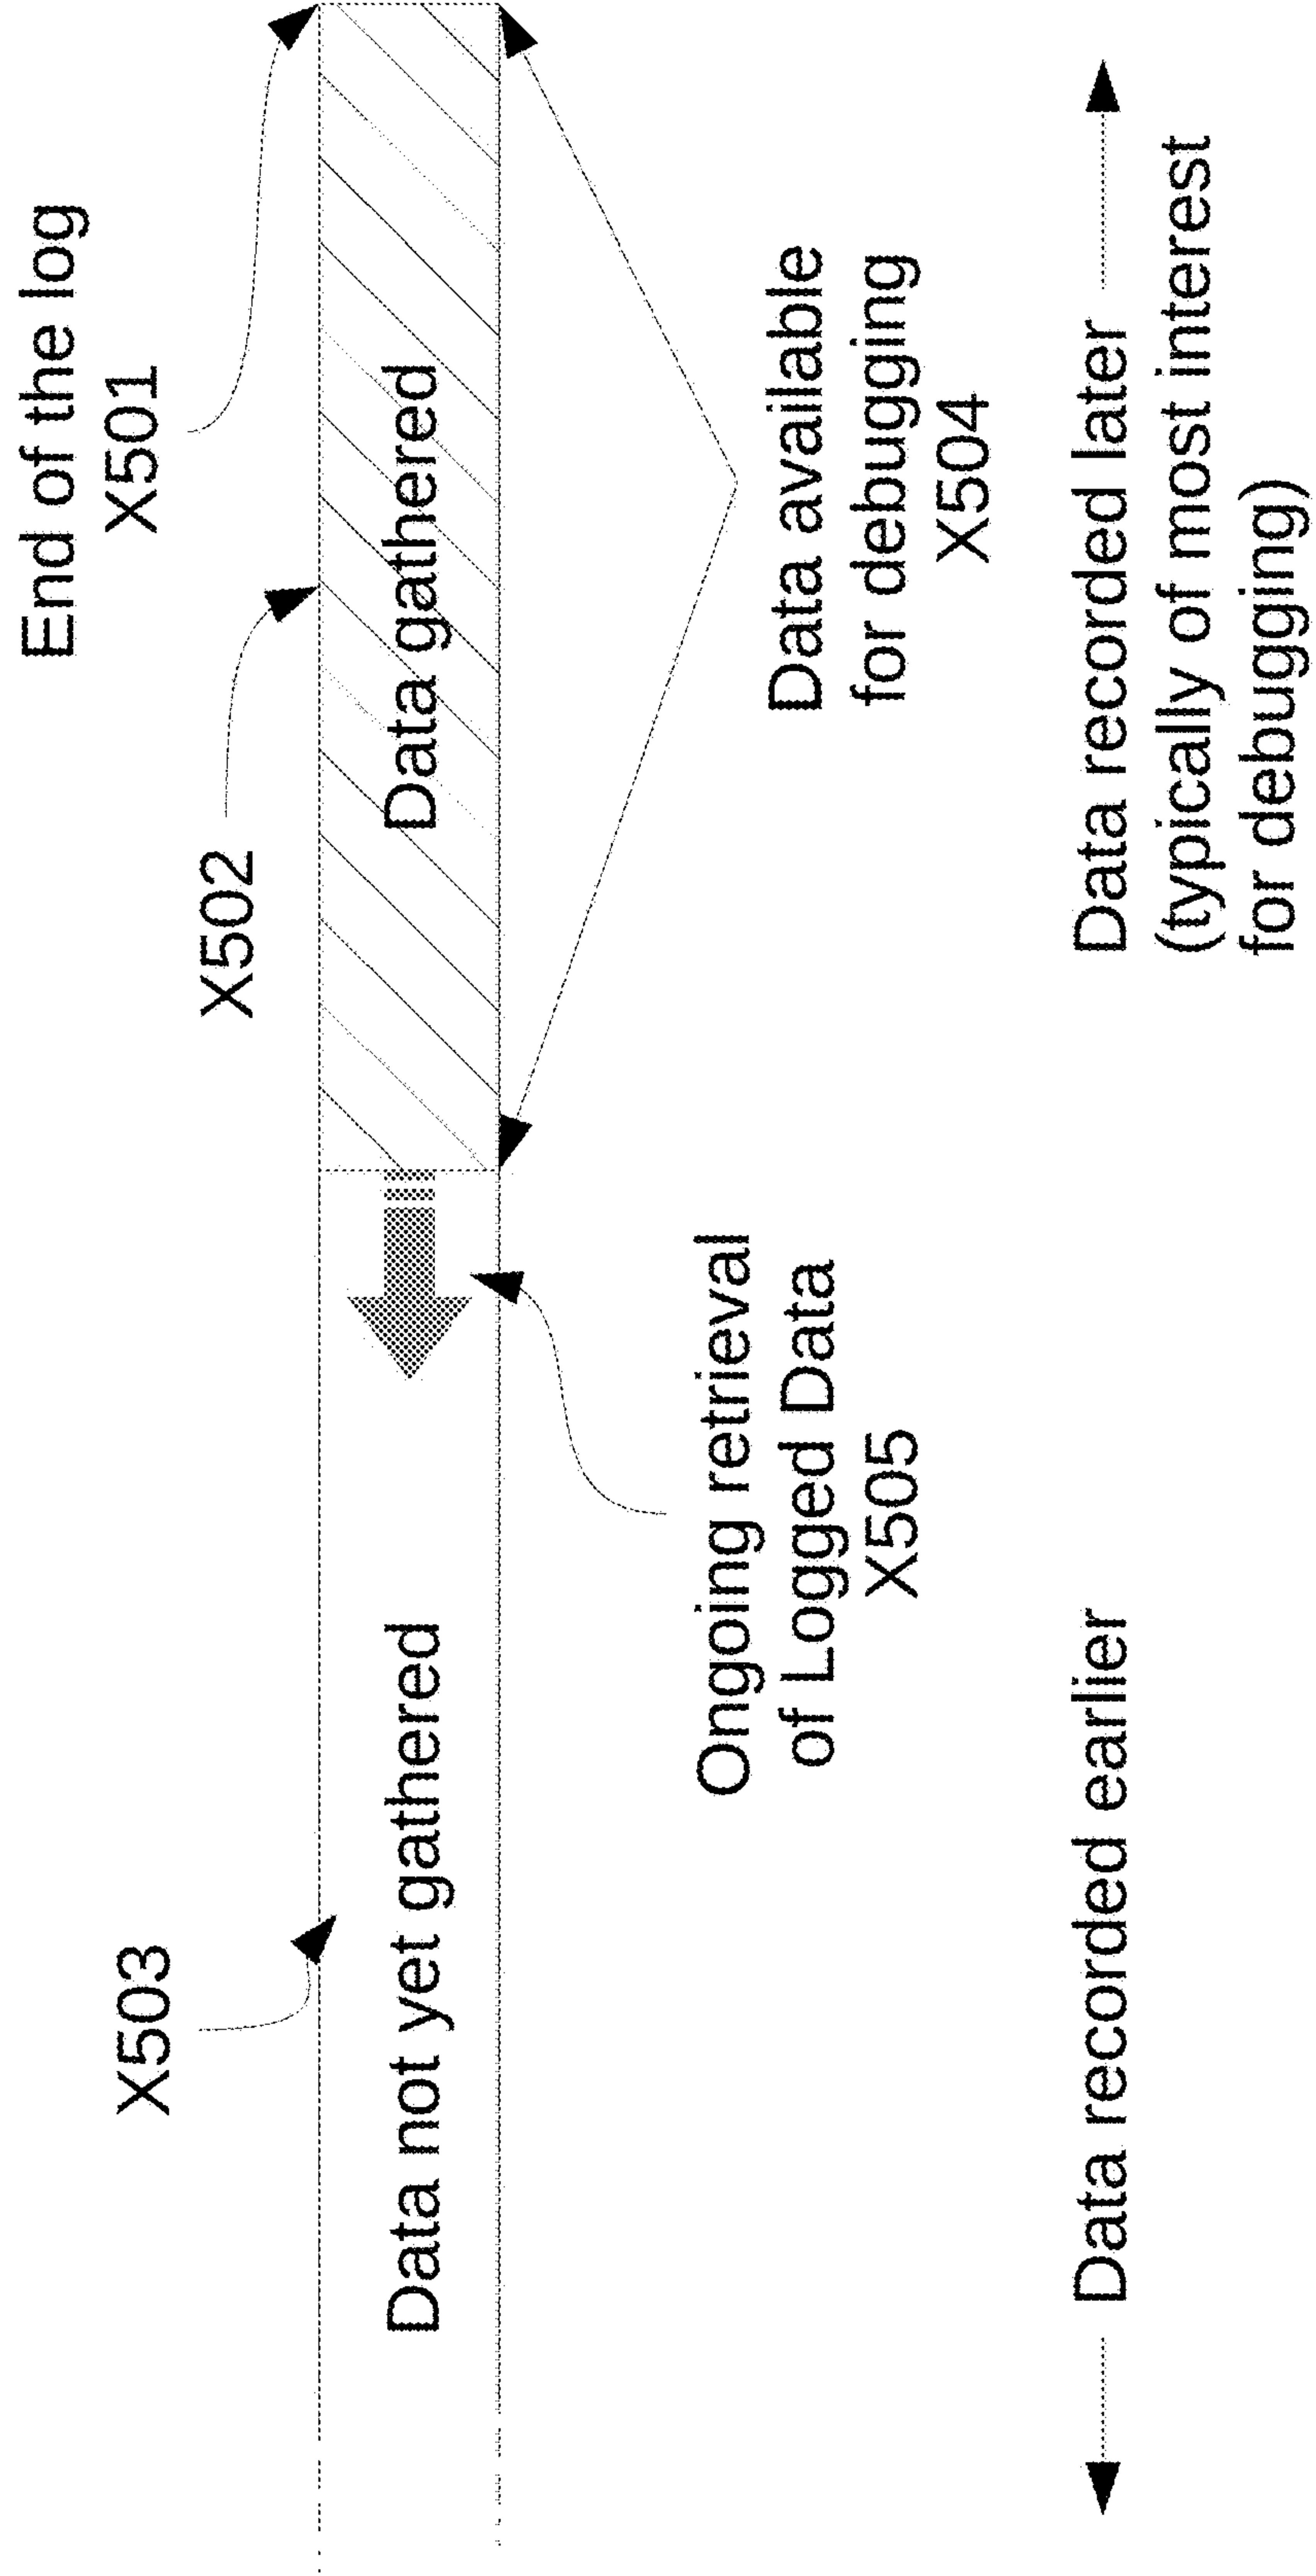 End of the log
X501
X502
X503
Data gathered
Data not yet gathered
Data available
for debugging
X504
Ongoing retrieval
of Logged Data
X505
Data recorded earlier
Data recorded later
(typically of most interest
for debugging)